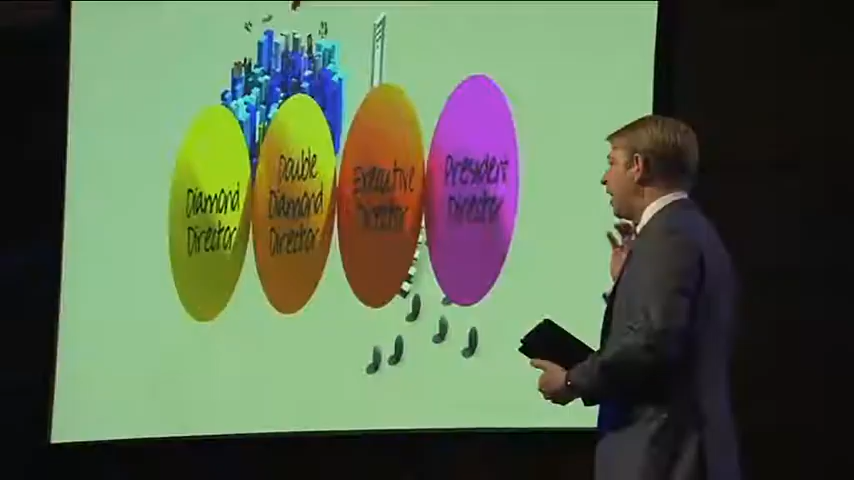 Diamond
Director
Double
Diamond
Director
Executive
Director
President
Director